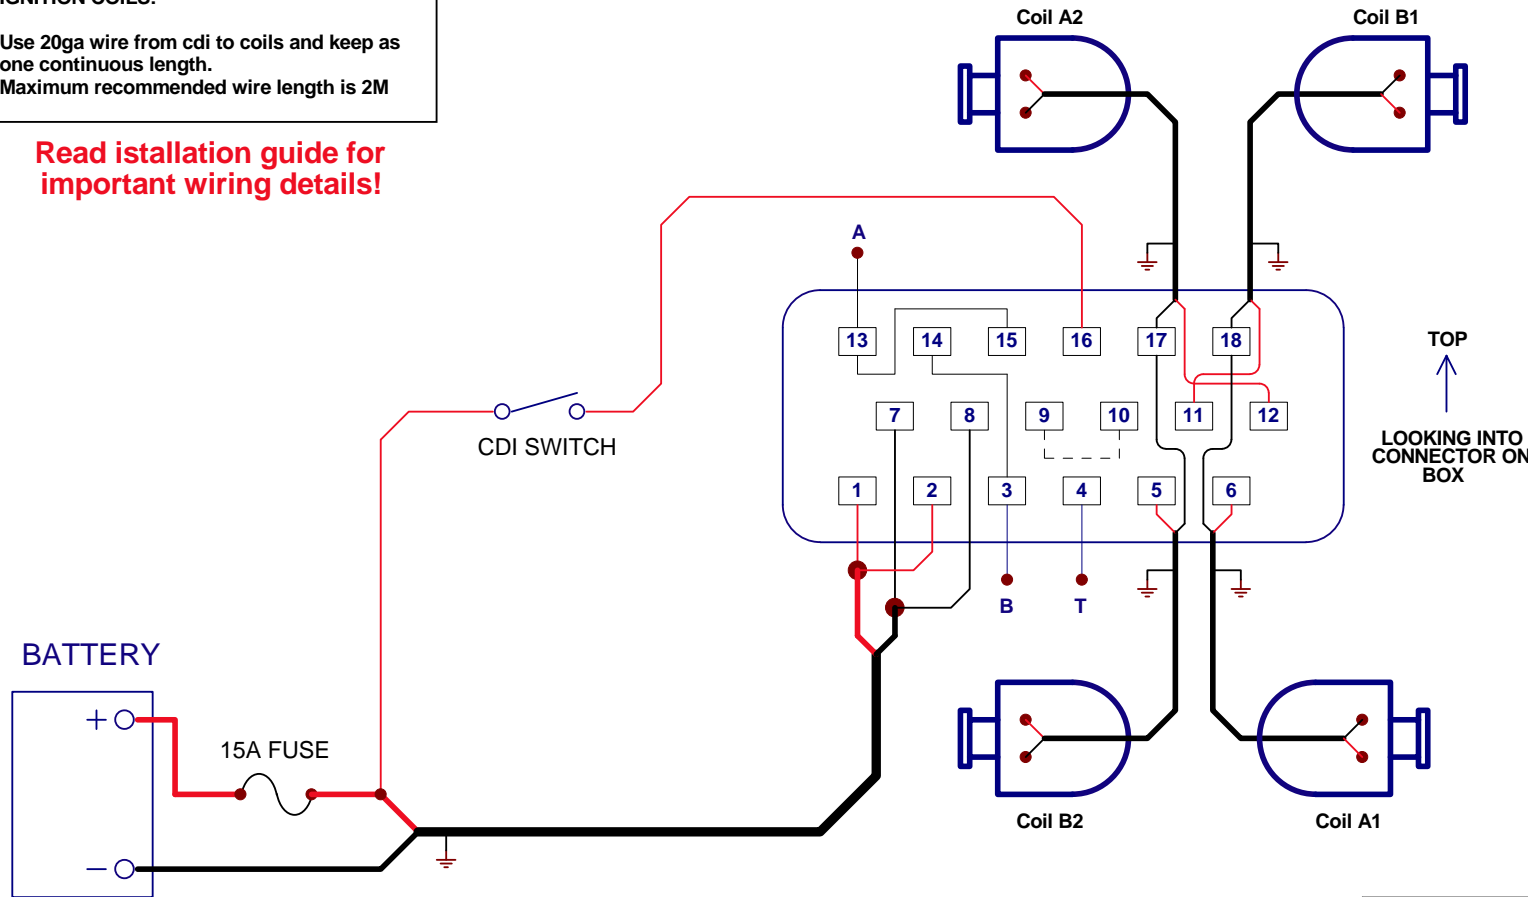 IGNITION COILS:
Use 20ga wire from cdi to coils and keep as
one continuous length.
Maximum recommended wire length is 2M
Read istallation guide for
important wiring details!
Coil A2
Coil B1
A
13
14
15
16
17
18
TOP
CDI SWITCH
7
8
9
10
11
12
LOOKING INTO
CONNECTOR ON
BOX
1
2
3
4
5
6
B
T
BATTERY
+
15A FUSE
−
Coil B2
Coil A1